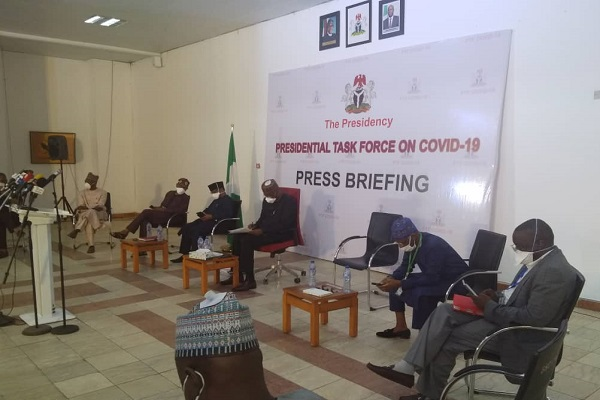 The Presidency
PRESIDENTIAL TASK FORCE ON COVID-19
PRESS BRIEFING